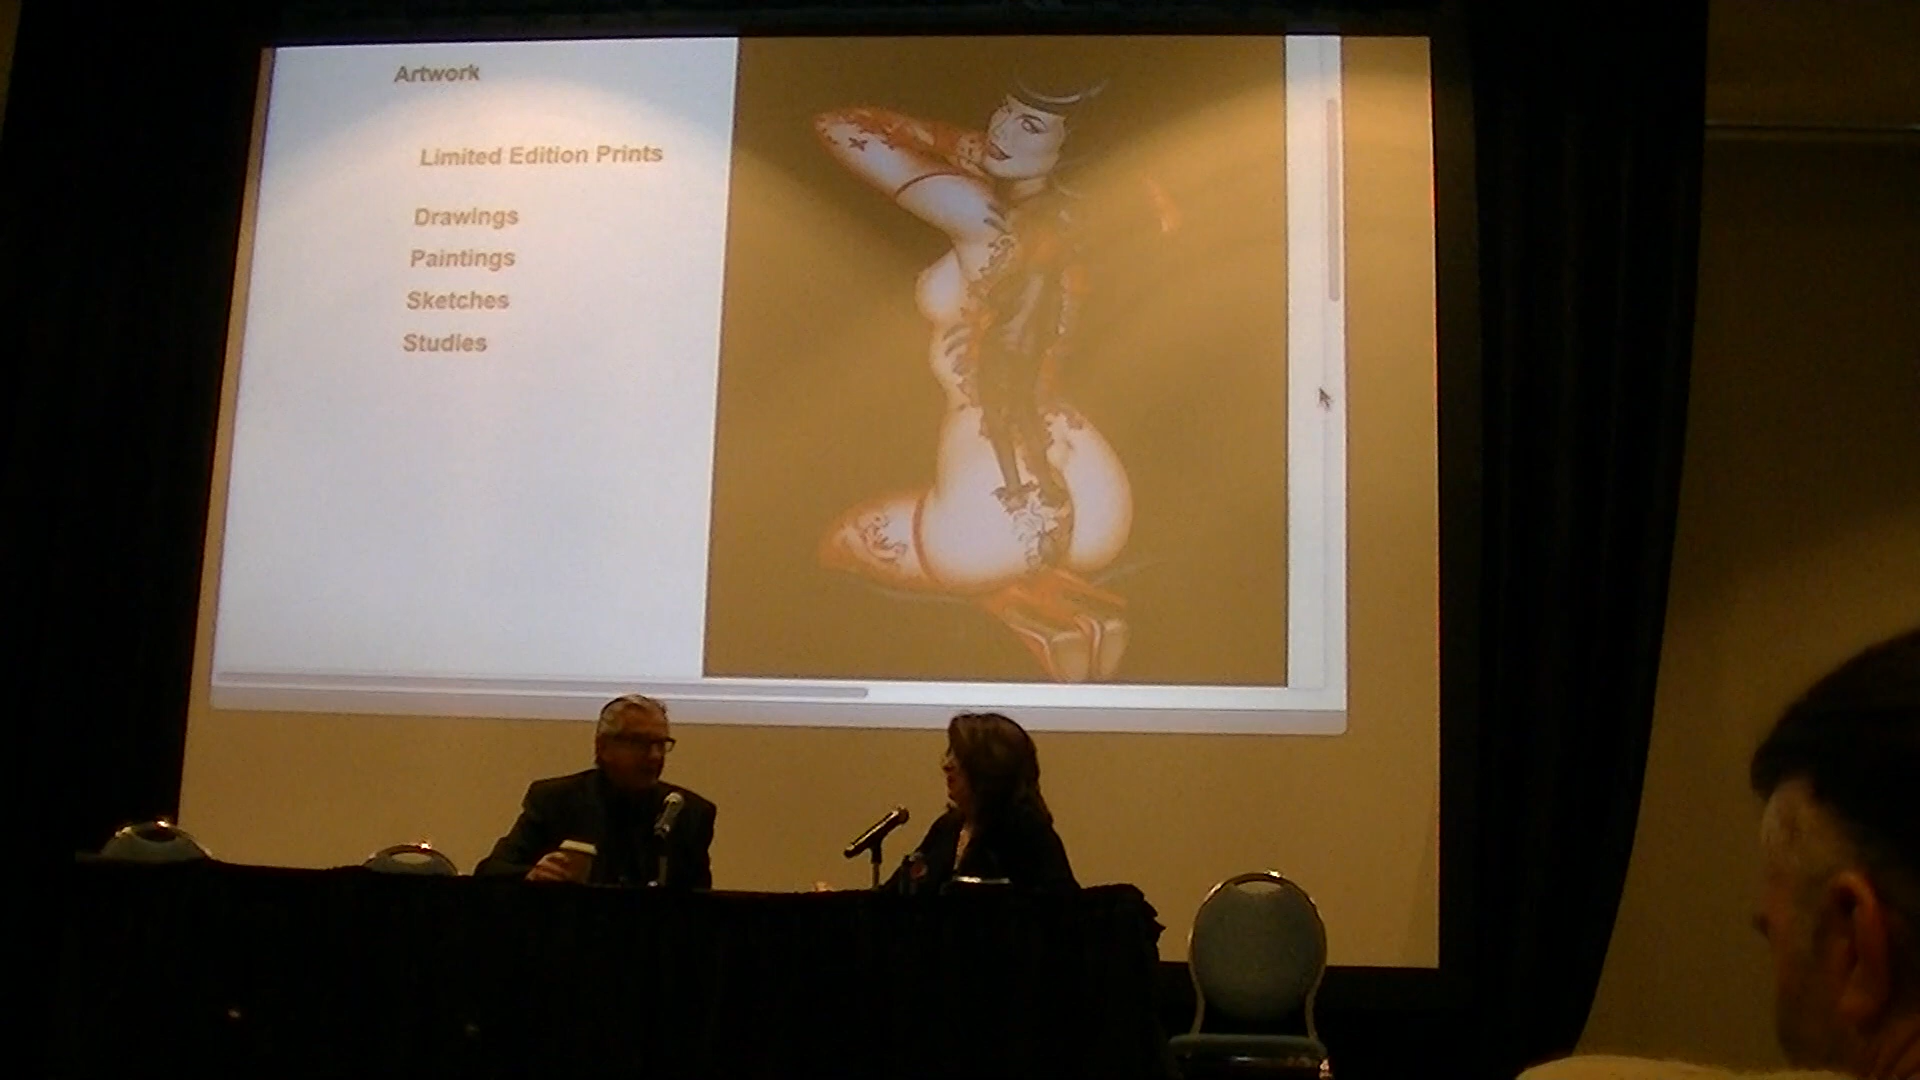 Artwork
Limited Edition Prints
Drawings
Paintings
Sketches
Studies